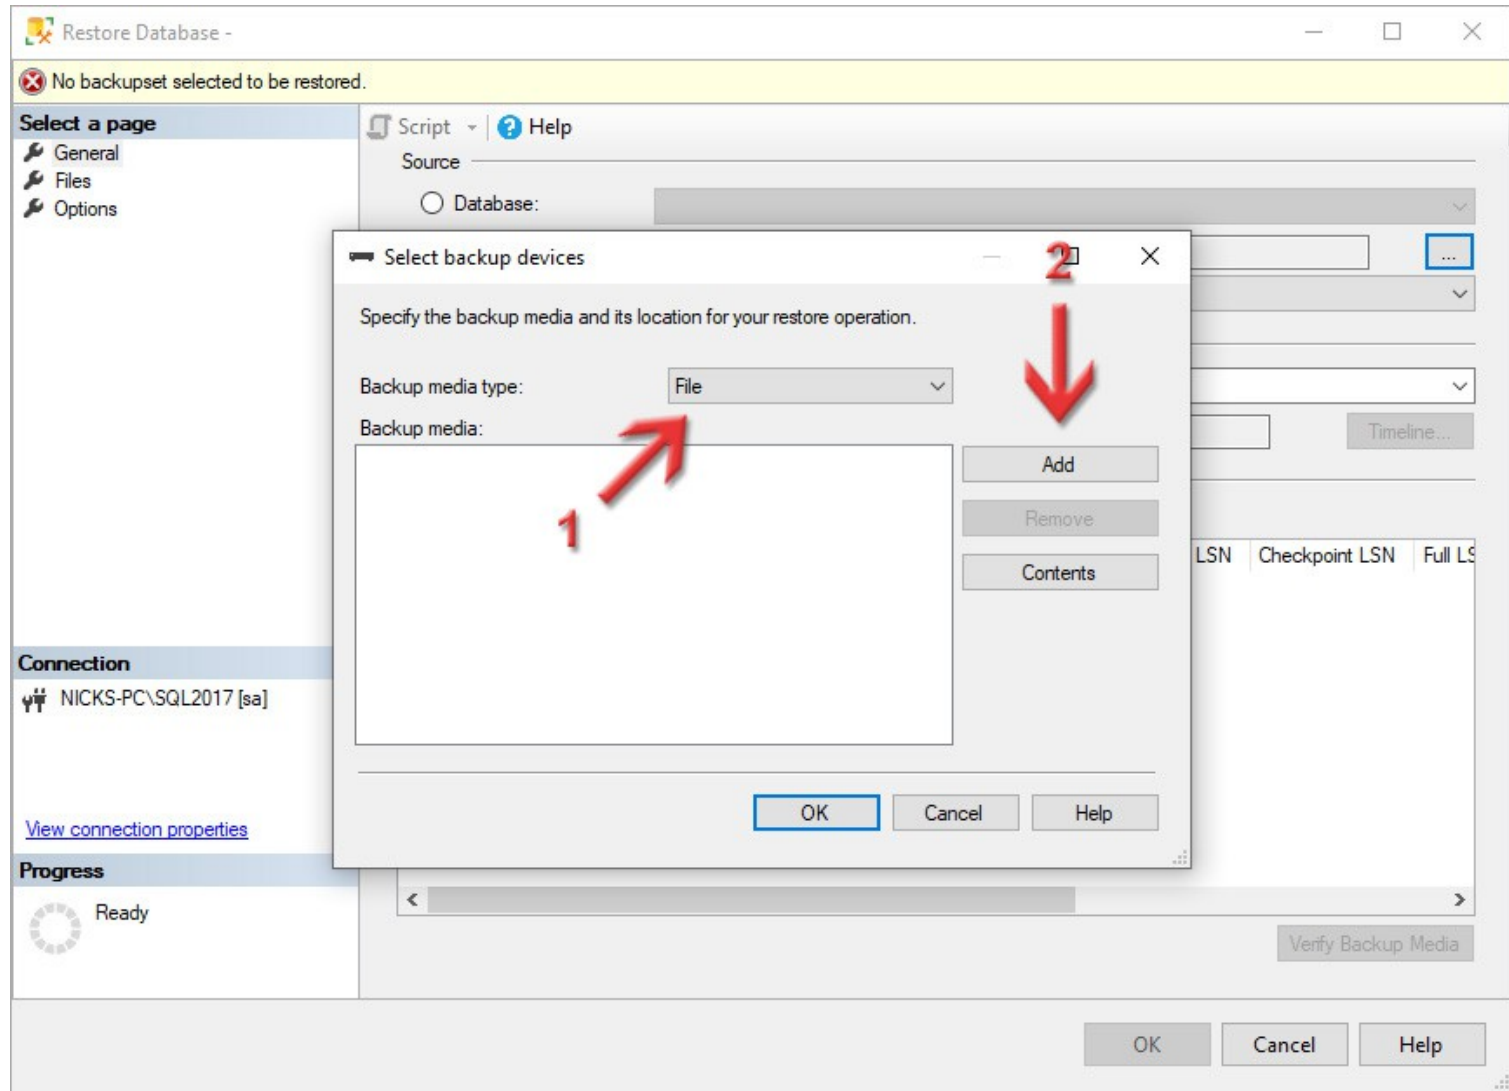 Restore Database -
No backupset selected to be restored.
Select a page
General
Files
Options
Script
Help
Source
Database:
...
Select backup devices
2
Specify the backup media and its location for your restore operation.
Backup media type:
File
Backup media:
1
Add
Remove
Contents
OK
Cancel
Help
Timeline...
LSN Checkpoint LSN Full LS
Connection
NICKS-PC\SQL2017 [sa]
View connection properties
Progress
Ready
Verify Backup Media
OK
Cancel
Help